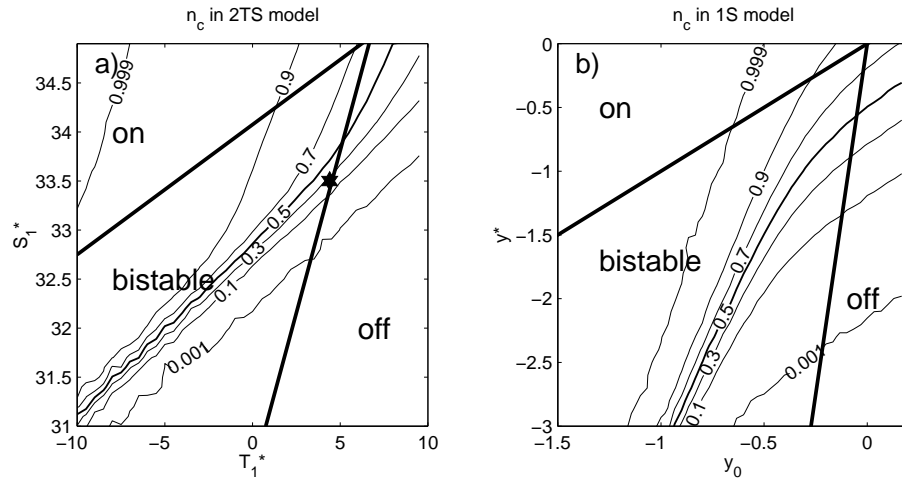 n_c in 2TS model
a)
on
bistable
off
0.999
0.9
0.7
0.5
0.3
0.1
0.001
34.5
34
33.5
33
32.5
32
31.5
31
S_1*
−10
−5
0
5
10
T_1*
n_c in 1S model
b)
on
bistable
off
0.999
0.9
0.7
0.5
0.3
0.1
0.001
0
−0.5
−1
−1.5
−2
−2.5
−3
y*
−1.5
−1
−0.5
0
y_0